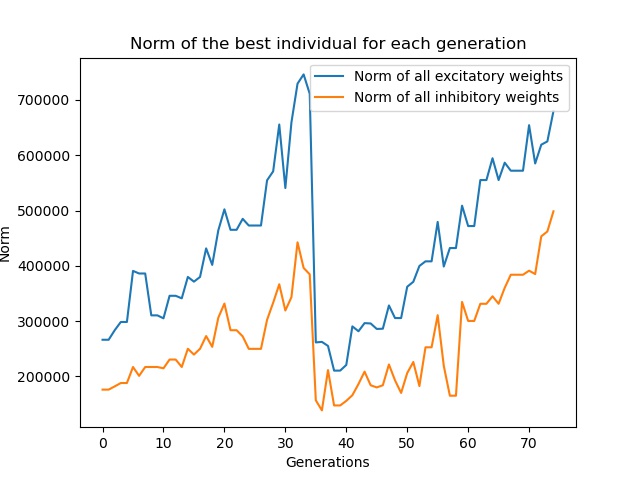 Norm of the best individual for each generation
Norm of all excitatory weights
Norm of all inhibitory weights
700000
600000
500000
400000
300000
200000
Norm
0 10 20 30 40 50 60 70
Generations